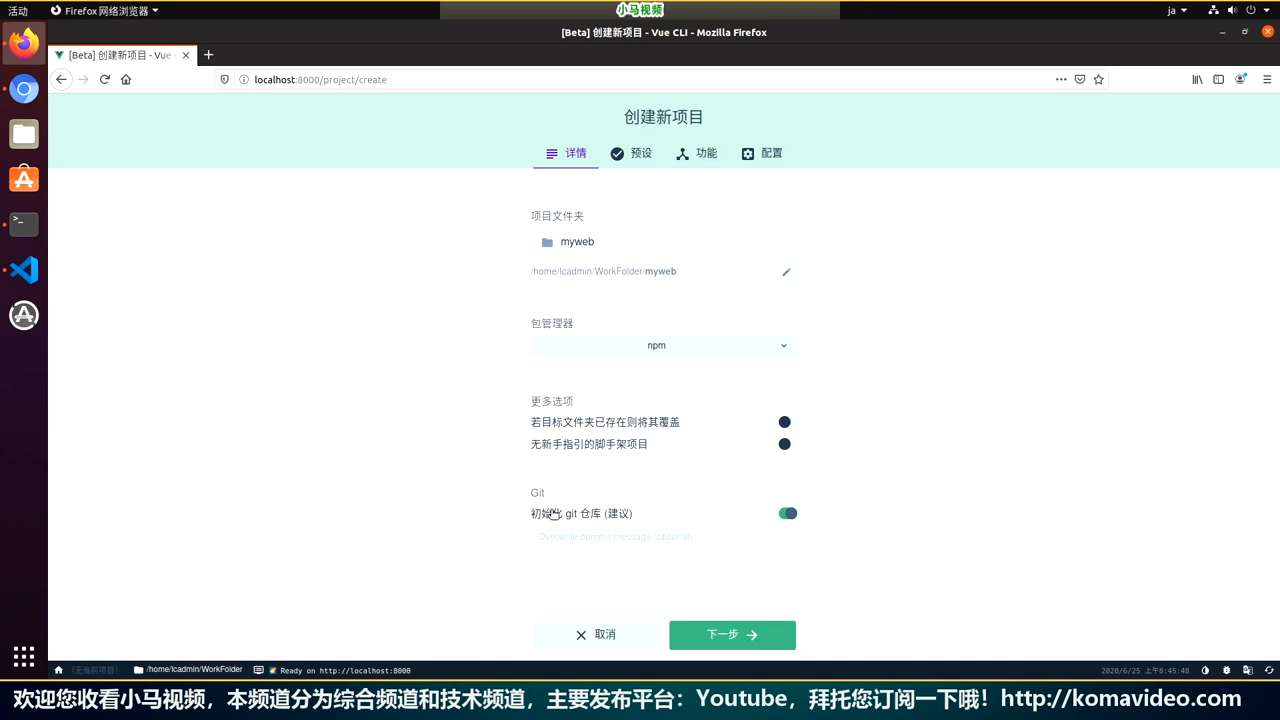 活动
Firefox 网络浏览器
小马视频
ja
[Beta] 创建新项目 - Vue CLI - Mozilla Firefox
[Beta] 创建新项目 - Vue
localhost:8000/project/create
创建新项目
详情
预设
功能
配置
项目文件夹
myweb
/home/lcadmin/WorkFolder/myweb
包管理器
npm
更多选项
若目标文件夹已存在则将其覆盖
无新手指引的脚手架项目
Git
初始化 git 仓库 (建议)
Overwrite commit message (optional)
取消
下一步
(无当前项目)
/home/lcadmin/WorkFolder
Ready on http://localhost:8000
2020/6/25 上午8:45:48
欢迎您收看小马视频，本频道分为综合频道和技术频道，主要发布平台：Youtube，拜托您订阅一下哦！http://komavideo.com